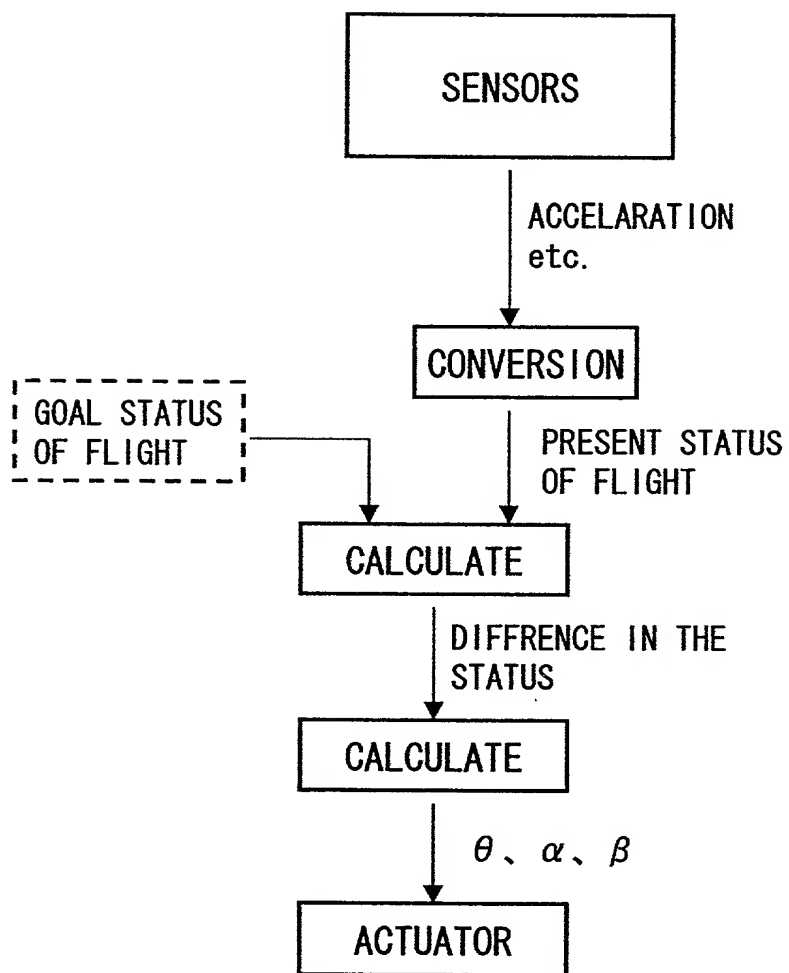 SENSORS
ACCELARATION
etc.
CONVERSION
GOAL STATUS
OF FLIGHT
PRESENT STATUS
OF FLIGHT
CALCULATE
DIFFRENCE IN THE
STATUS
CALCULATE
θ、α、β
ACTUATOR